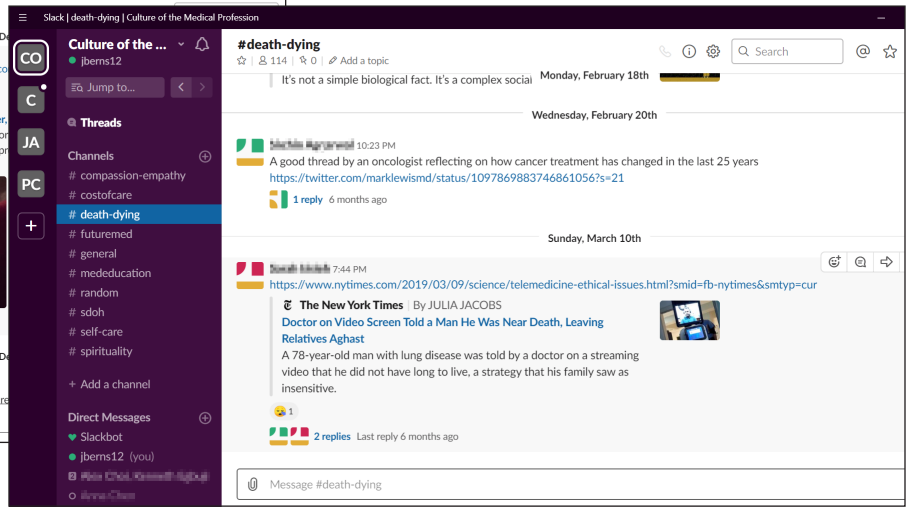 Slack | death-dying | Culture of the Medical Profession
CO
C
JA
PC
Culture of the ...
jberns12
Jump to...
Threads
Channels
# compassion-empathy
# costofcare
# death-dying
# futuremed
# general
# mededucation
# random
# sdoh
# self-care
# spirituality
+ Add a channel
Direct Messages
Slackbot
jberns12 (you)
#death-dying
114 | 0 | Add a topic
Search
It's not a simple biological fact. It's a complex social
Monday, February 18th
Wednesday, February 20th
10:23 PM
A good thread by an oncologist reflecting on how cancer treatment has changed in the last 25 years
https://twitter.com/marklewismd/status/1097869883746861056?s=21
1 reply 6 months ago
Sunday, March 10th
7:44 PM
https://www.nytimes.com/2019/03/09/science/telemedicine-ethical-issues.html?smid=fb-nytimes&smtyp=cur
The New York Times | By JULIA JACOBS
Doctor on Video Screen Told a Man He Was Near Death, Leaving
Relatives Aghast
A 78-year-old man with lung disease was told by a doctor on a streaming
video that he did not have long to live, a strategy that his family saw as
insensitive.
1
2 replies Last reply 6 months ago
Message #death-dying